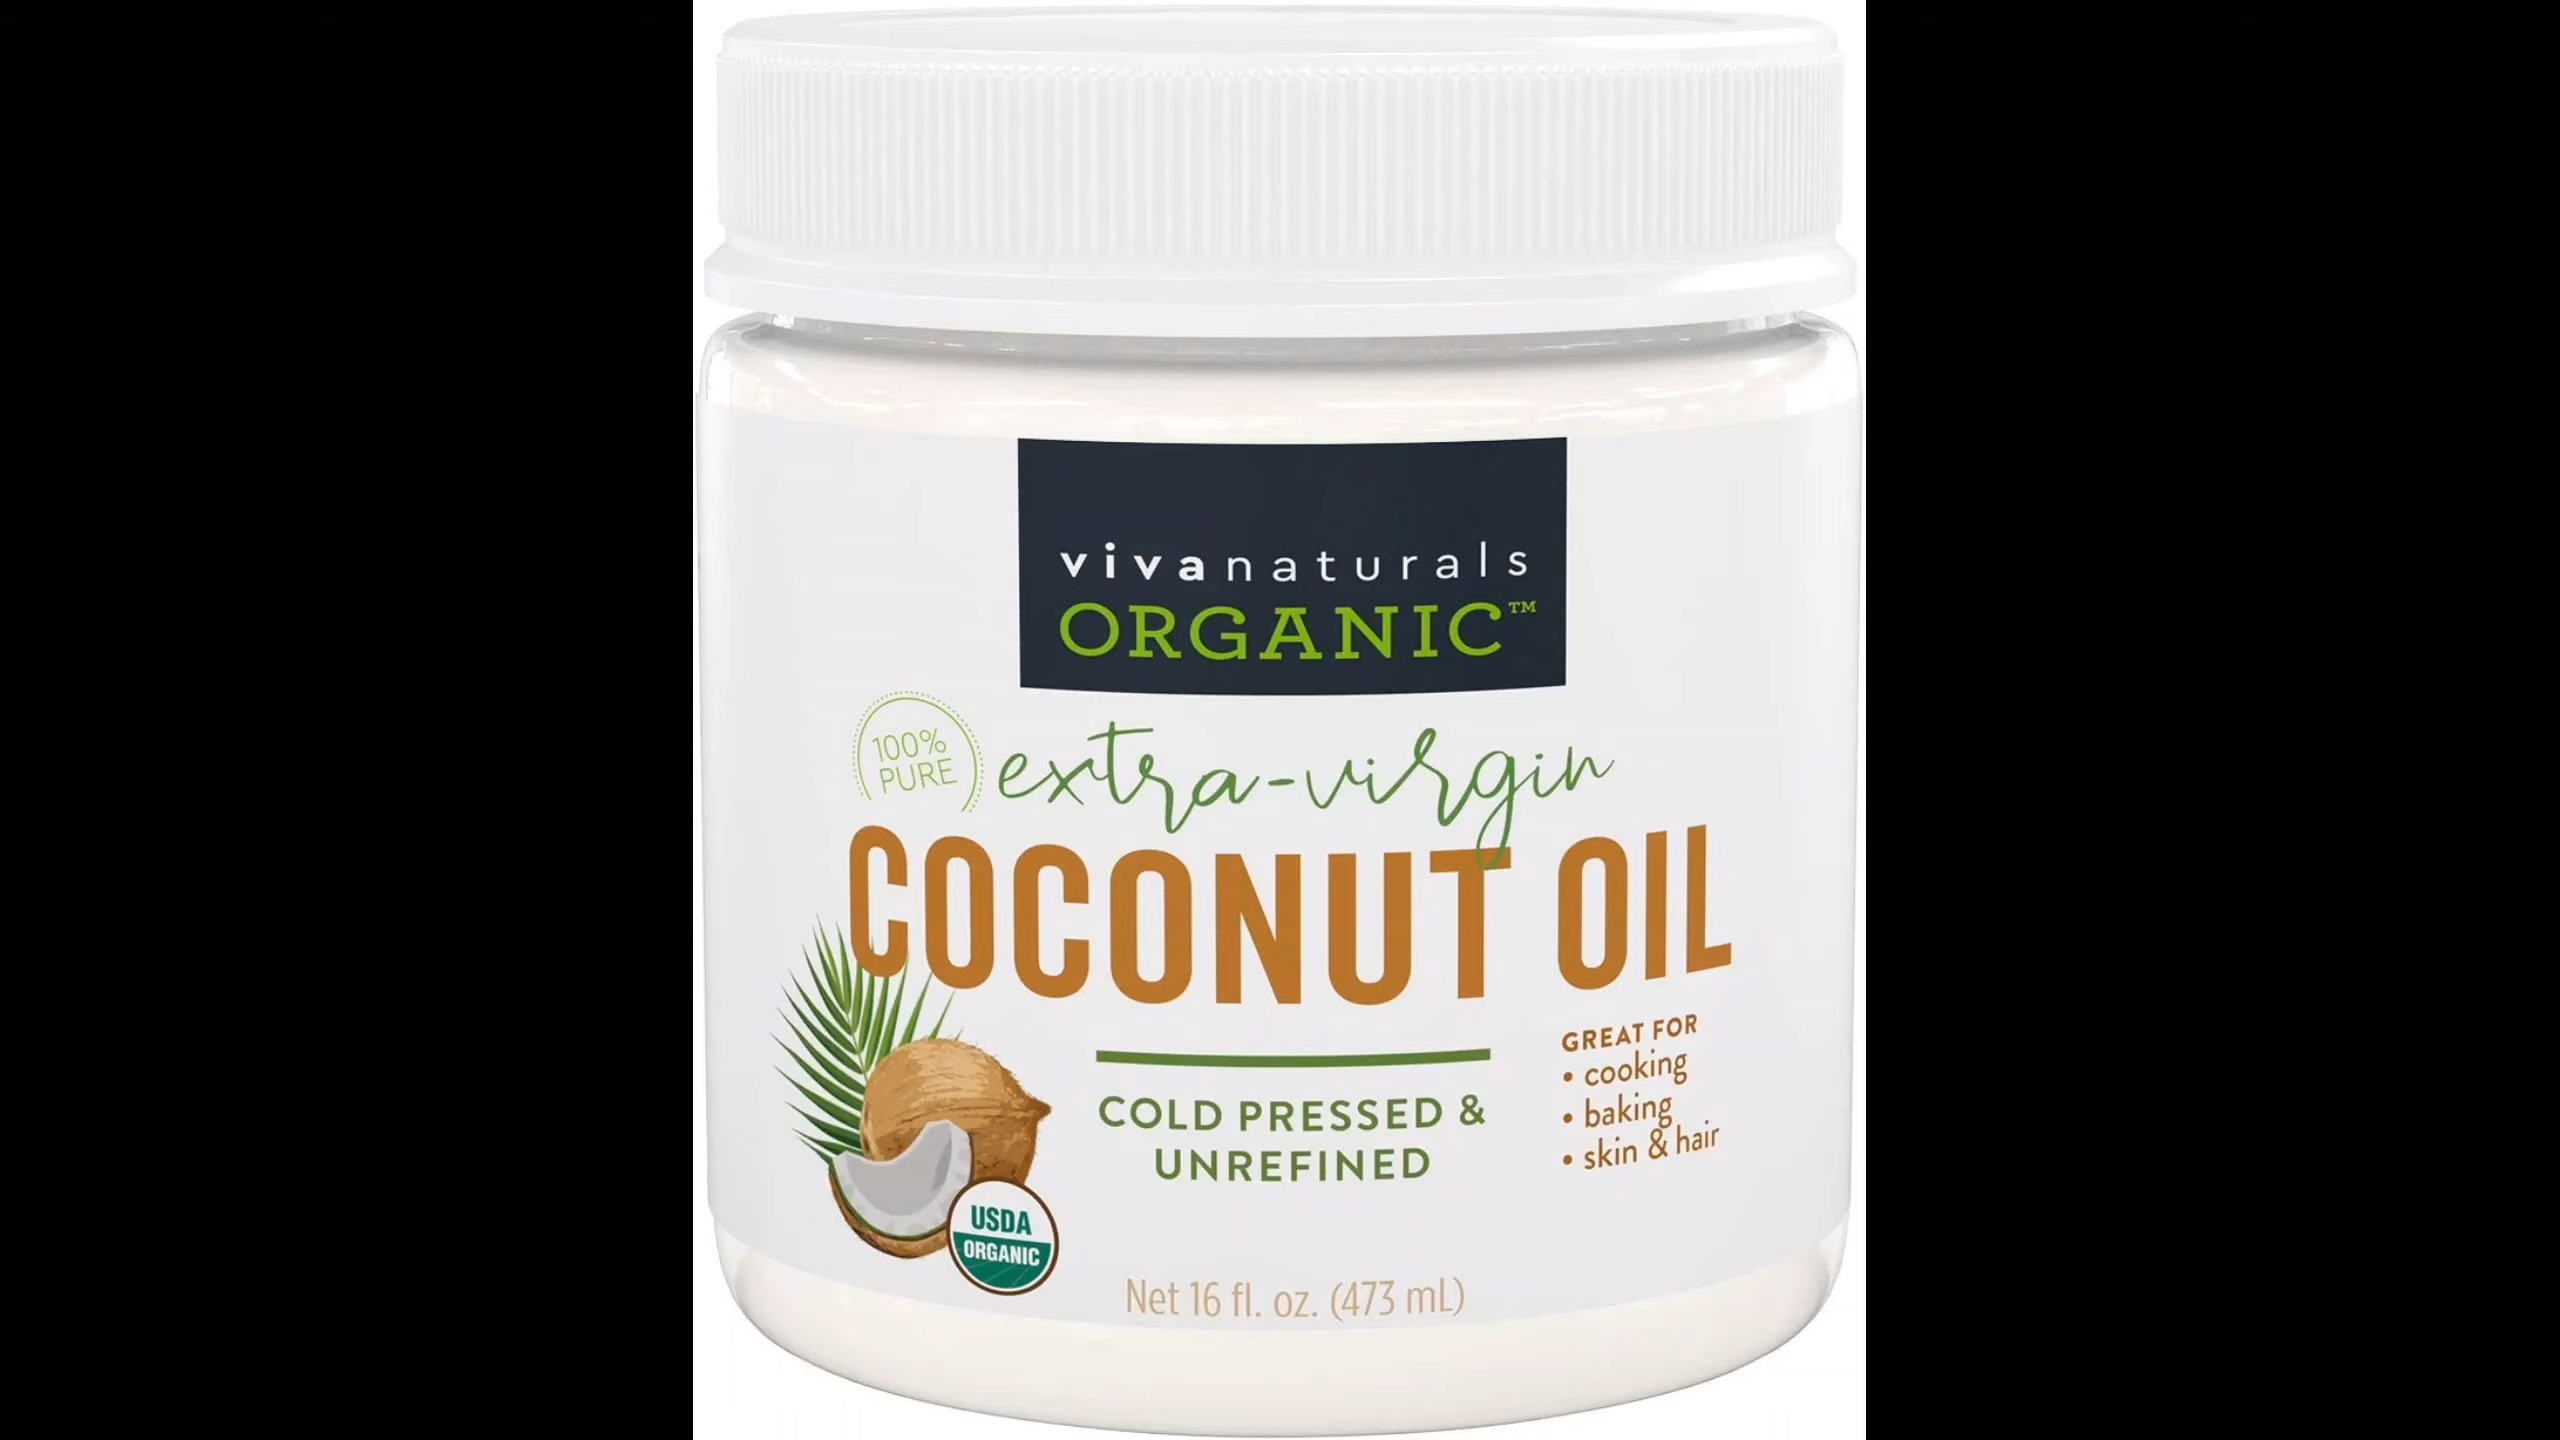 vivanaturals
ORGANIC™
100%
PURE
extra-virgin
COCONUT OIL
COLD PRESSED &
UNREFINED
GREAT FOR
• cooking
• baking
• skin & hair
USDA
ORGANIC
Net 16 fl. oz. (473 mL)